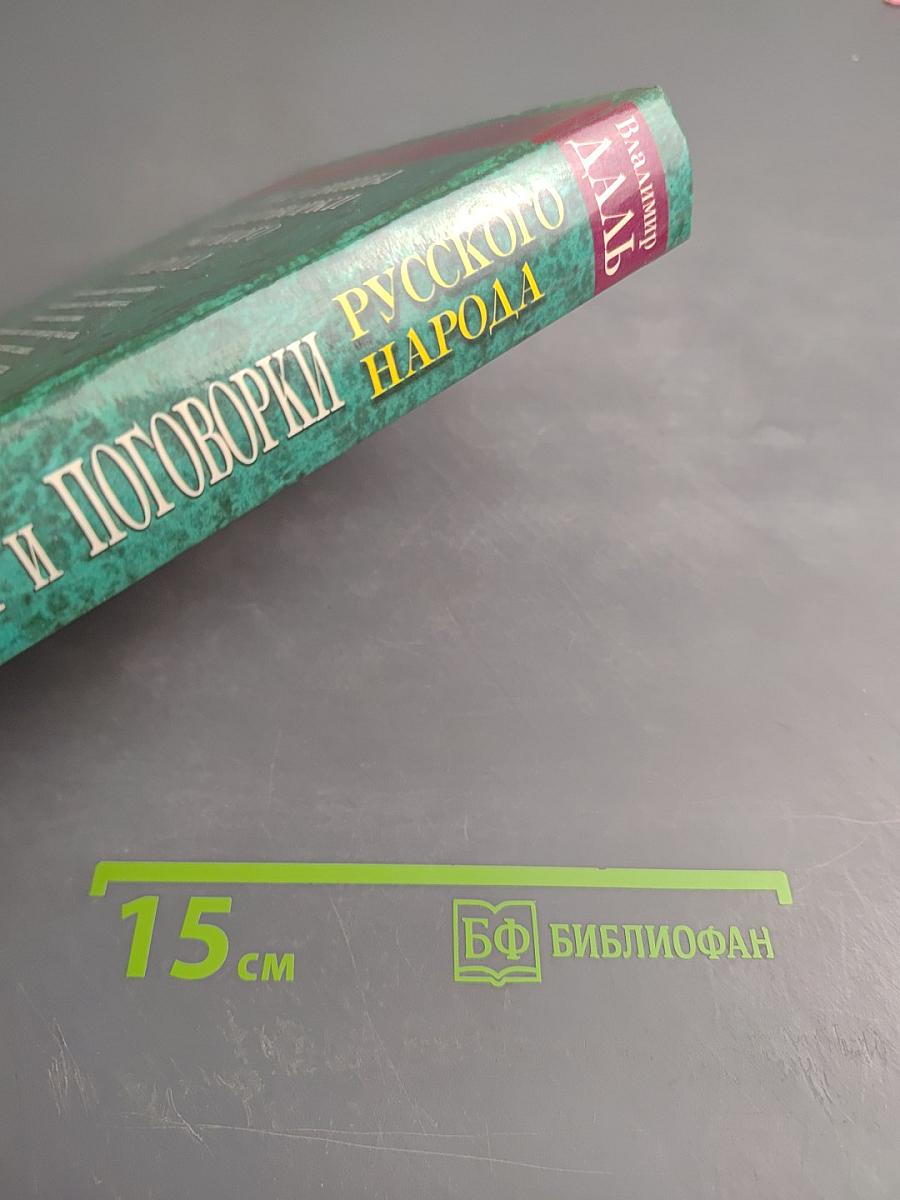 Владимир
ДАЛЬ
И ПОГОВОРКИ
РУССКОГО
НАРОДА
15 см
БФ БИБЛИОФАН